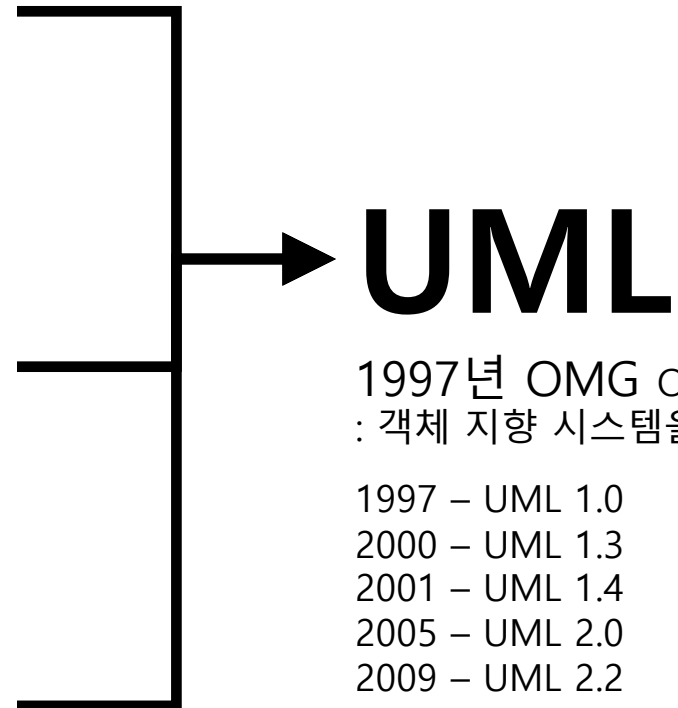 UML
1997년 OMG
: 객체 지향 시스템을
1997 – UML 1.0
2000 – UML 1.3
2001 – UML 1.4
2005 – UML 2.0
2009 – UML 2.2